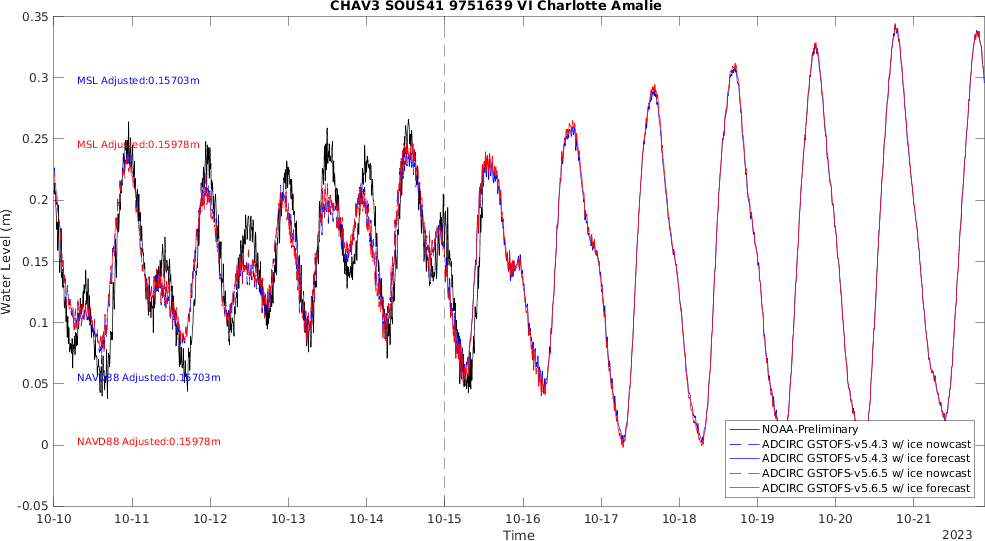 CHAV3 SOUS41 9751639 VI Charlotte Amalie
0.35
0.3
0.25
0.2
0.15
0.1
0.05
0
-0.05
Water Level (m)
MSL Adjusted:0.15703m
MSL Adjusted:0.15978m
NAVD88 Adjusted:0.15703m
NAVD88 Adjusted:0.15978m
NOAA-Preliminary
ADCIRC GSTOFS-v5.4.3 w/ ice nowcast
ADCIRC GSTOFS-v5.4.3 w/ ice forecast
ADCIRC GSTOFS-v5.6.5 w/ ice nowcast
ADCIRC GSTOFS-v5.6.5 w/ ice forecast
10-10 10-11 10-12 10-13 10-14 10-15 10-16 10-17 10-18 10-19 10-20 10-21
Time
2023